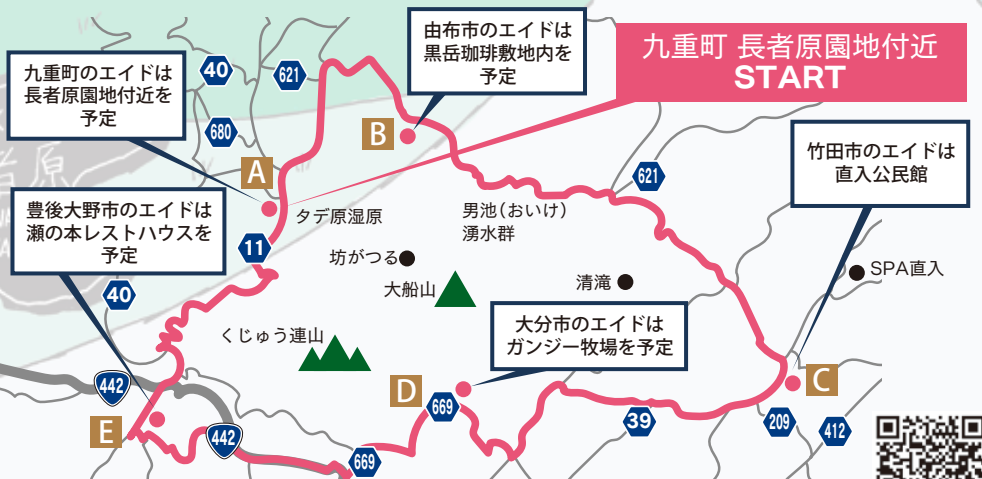 由布市のエイドは
黒岳珈琲敷地内を
予定
九重町 長者原園地付近
START
九重町のエイドは
長者原園地付近を
予定
40
621
680
B
A
竹田市のエイドは
直入公民館
621
豊後大野市のエイドは
瀬の本レストハウスを
予定
タデ原湿原
男池(おいけ)
湧水群
11
坊がつる
SPA直入
清滝
大船山
40
大分市のエイドは
ガンジー牧場を予定
くじゅう連山
442
D
C
669
39
209
412
E
442
669